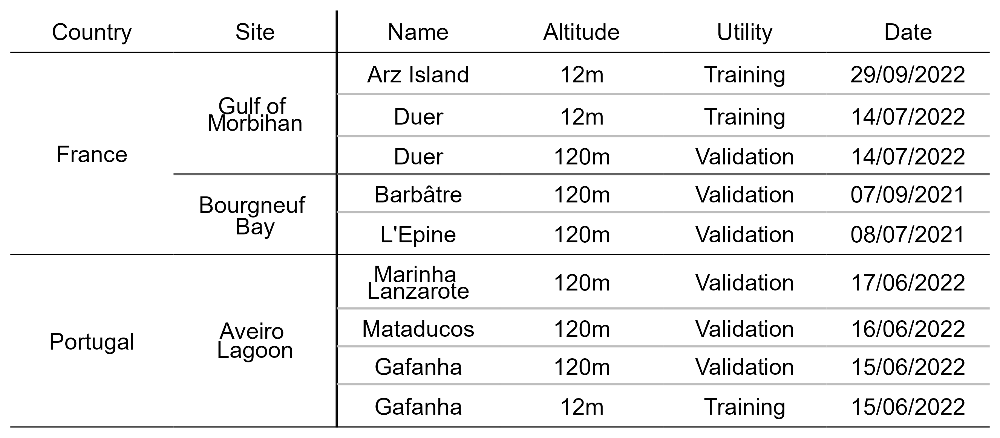 Country Site Name Altitude Utility Date
Arz Island 12m Training 29/09/2022
Gulf of
Morbihan
Duer 12m Training 14/07/2022
France
Duer 120m Validation 14/07/2022
Bourgneuf
Bay
Barbâtre 120m Validation 07/09/2021
L'Epine 120m Validation 08/07/2021
Marinha
Lanzarote
120m Validation 17/06/2022
Portugal
Aveiro
Lagoon
Mataducos 120m Validation 16/06/2022
Gafanha 120m Validation 15/06/2022
Gafanha 12m Training 15/06/2022